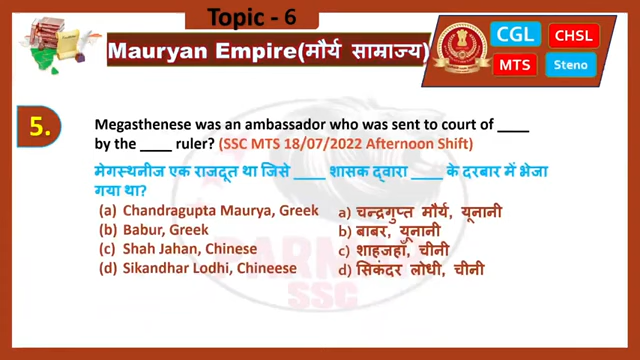 Topic - 6
Mauryan Empire(मौर्य साम्राज्य)
CGL
CHSL
MTS
Steno
5.
Megasthenese was an ambassador who was sent to court of ____
by the ____ ruler? (SSC MTS 18/07/2022 Afternoon Shift)
मेगस्थनीज एक राजदूत था जिसे ____ शासक द्वारा ____ के दरबार में भेजा
गया था?
(a) Chandragupta Maurya, Greek
(b) Babur, Greek
(c) Shah Jahan, Chinese
(d) Sikandhar Lodhi, Chineese
a) चन्द्रगुप्त मौर्य, यूनानी
b) बाबर, यूनानी
c) शाहजहाँ, चीनी
d) सिकंदर लोधी, चीनी
SSC